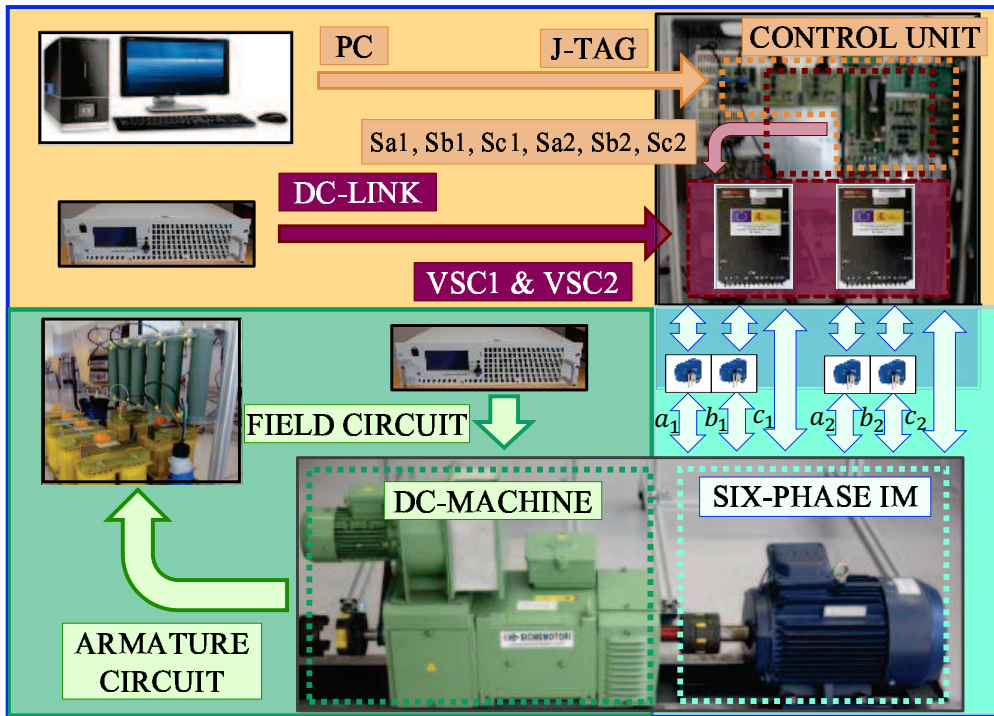 PC
J-TAG
CONTROL UNIT
Sa1, Sb1, Sc1, Sa2, Sb2, Sc2
DC-LINK
VSC1 & VSC2
FIELD CIRCUIT
a₁ b₁ c₁ a₂ b₂ c₂
DC-MACHINE
SIX-PHASE IM
SICMEMOTORI
ARMATURE
CIRCUIT